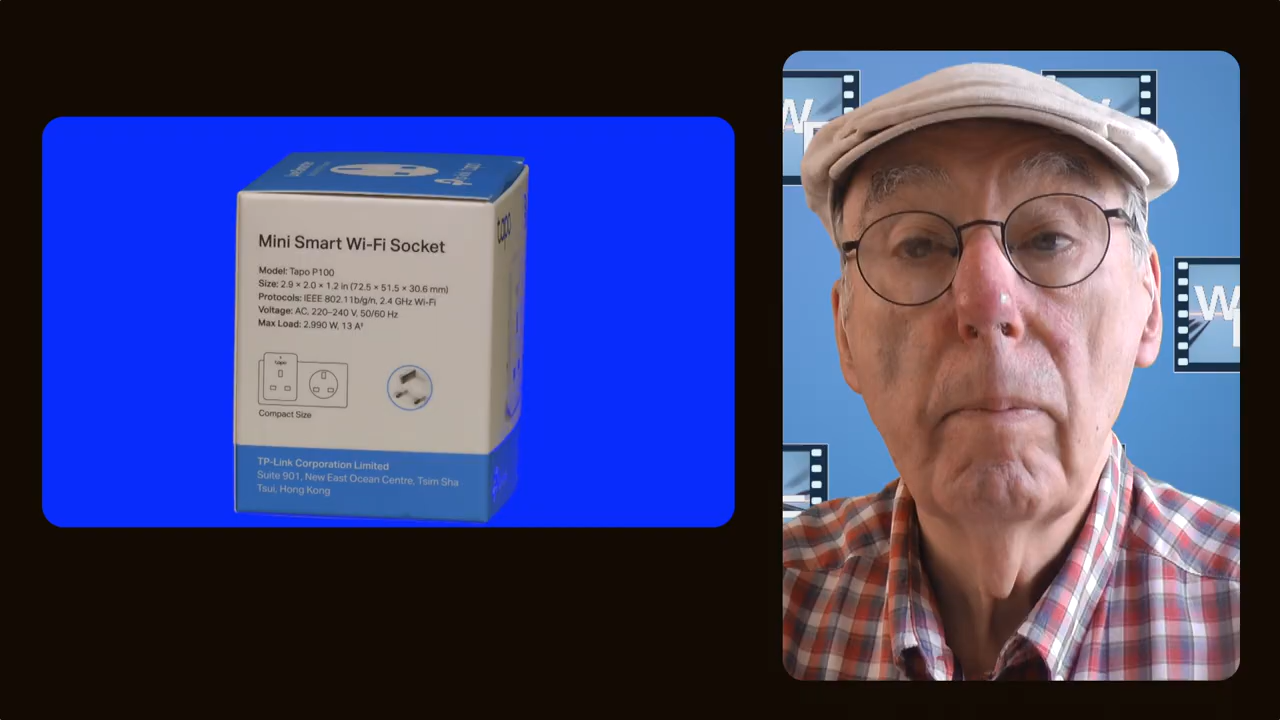 Mini Smart Wi-Fi Socket
Model: Tapo P100
Size: 2.9 × 2.0 × 1.2 in (72.5 × 51.5 × 30.6 mm)
Protocols: IEEE 802.11b/g/n, 2.4 GHz Wi-Fi
Voltage: AC, 220–240 V, 50/60 Hz
Max Load: 2.990 W, 13 A†
tapo
tapo
Compact Size
TP-Link Corporation Limited
Suite 901, New East Ocean Centre, Tsim Sha
Tsui, Hong Kong
W
W